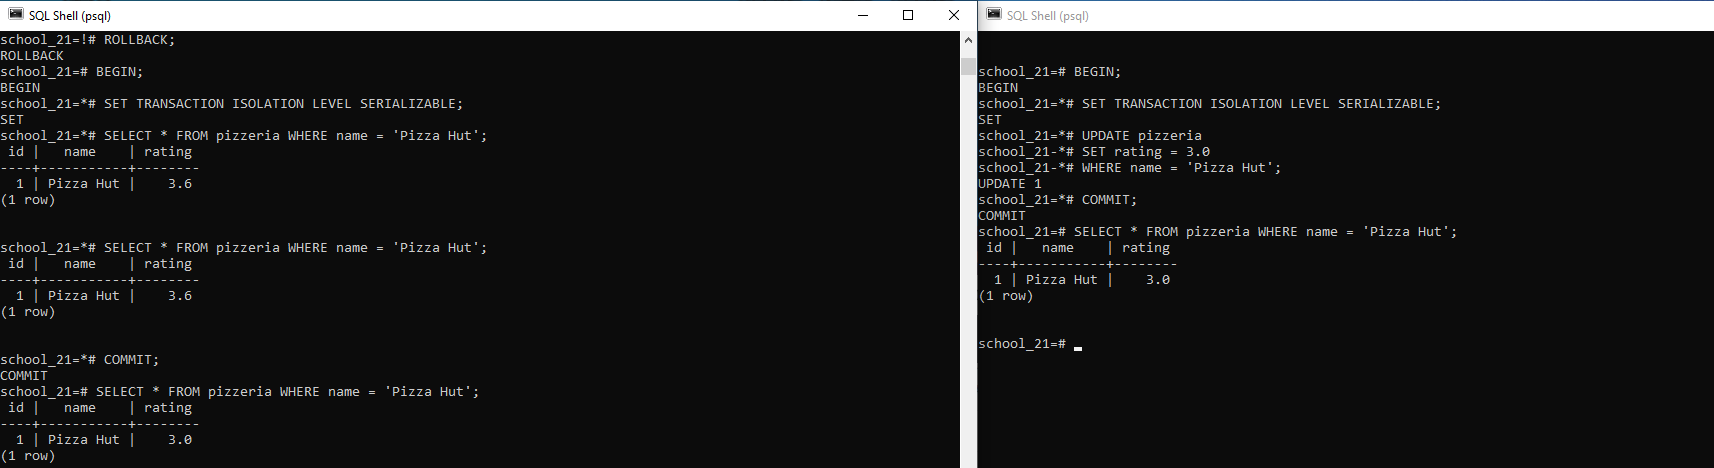 SQL Shell (psql)
school_21=!# ROLLBACK;
ROLLBACK
school_21=# BEGIN;
BEGIN
school_21=*# SET TRANSACTION ISOLATION LEVEL SERIALIZABLE;
SET
school_21=*# SELECT * FROM pizzeria WHERE name = 'Pizza Hut';
 id |   name    | rating
----+-----------+--------
  1 | Pizza Hut |    3.6
(1 row)
school_21=*# SELECT * FROM pizzeria WHERE name = 'Pizza Hut';
 id |   name    | rating
----+-----------+--------
  1 | Pizza Hut |    3.6
(1 row)
school_21=*# COMMIT;
COMMIT
school_21=# SELECT * FROM pizzeria WHERE name = 'Pizza Hut';
 id |   name    | rating
----+-----------+--------
  1 | Pizza Hut |    3.0
(1 row)
SQL Shell (psql)
school_21=# BEGIN;
BEGIN
school_21=*# SET TRANSACTION ISOLATION LEVEL SERIALIZABLE;
SET
school_21=*# UPDATE pizzeria
school_21-*# SET rating = 3.0
school_21-*# WHERE name = 'Pizza Hut';
UPDATE 1
school_21=*# COMMIT;
COMMIT
school_21=# SELECT * FROM pizzeria WHERE name = 'Pizza Hut';
 id |   name    | rating
----+-----------+--------
  1 | Pizza Hut |    3.0
(1 row)
school_21=#